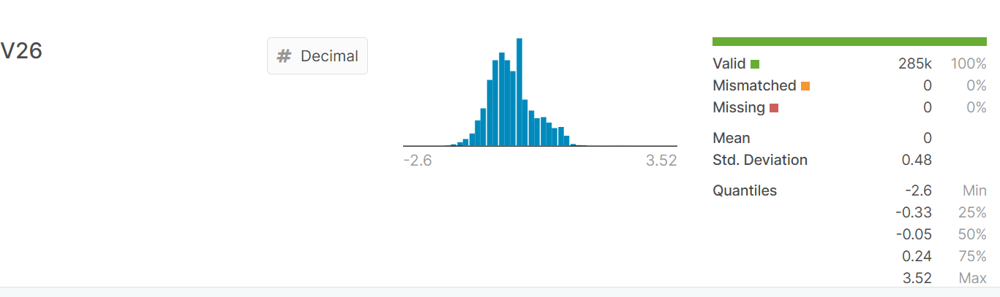 V26
# Decimal
-2.6 3.52
Valid 285k 100%
Mismatched 0 0%
Missing 0 0%
Mean 0
Std. Deviation 0.48
Quantiles -2.6 Min
-0.33 25%
-0.05 50%
0.24 75%
3.52 Max